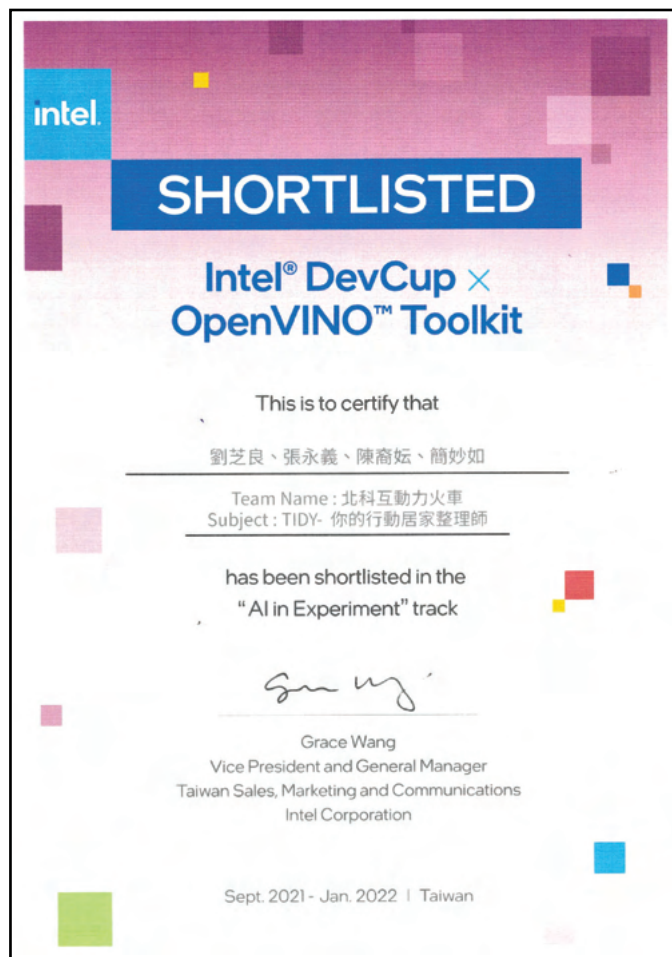 intel.
SHORTLISTED
Intel® DevCup ×
OpenVINO™ Toolkit
This is to certify that
劉芝良、張永義、陳裔妘、簡妙如
Team Name : 北科互動力火車
Subject : TIDY- 你的行動居家整理師
has been shortlisted in the
“AI in Experiment” track
Grace Wang
Vice President and General Manager
Taiwan Sales, Marketing and Communications
Intel Corporation
Sept. 2021 - Jan. 2022 | Taiwan